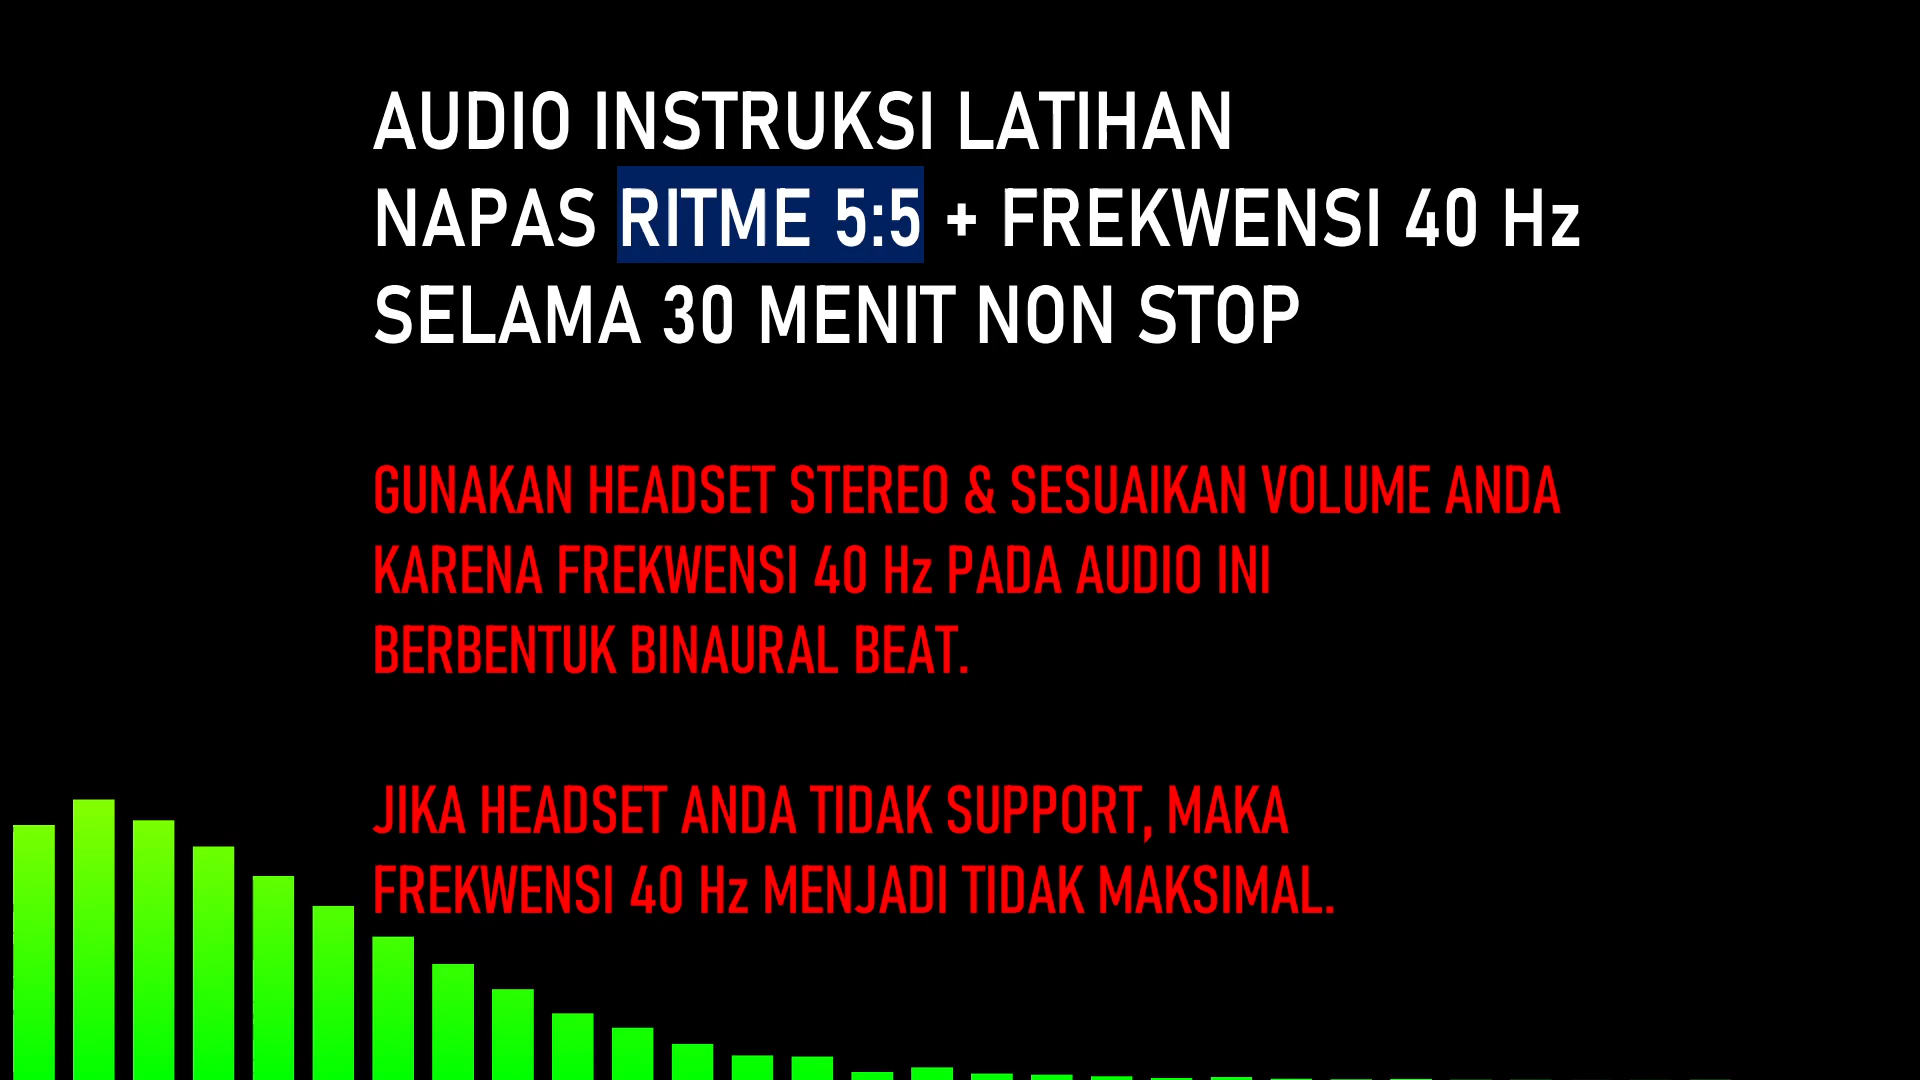 AUDIO INSTRUKSI LATIHAN
NAPAS RITME 5:5 + FREKWENSI 40 Hz
SELAMA 30 MENIT NON STOP
GUNAKAN HEADSET STEREO & SESUAIKAN VOLUME ANDA
KARENA FREKWENSI 40 Hz PADA AUDIO INI
BERBENTUK BINAURAL BEAT.
JIKA HEADSET ANDA TIDAK SUPPORT, MAKA
FREKWENSI 40 Hz MENJADI TIDAK MAKSIMAL.